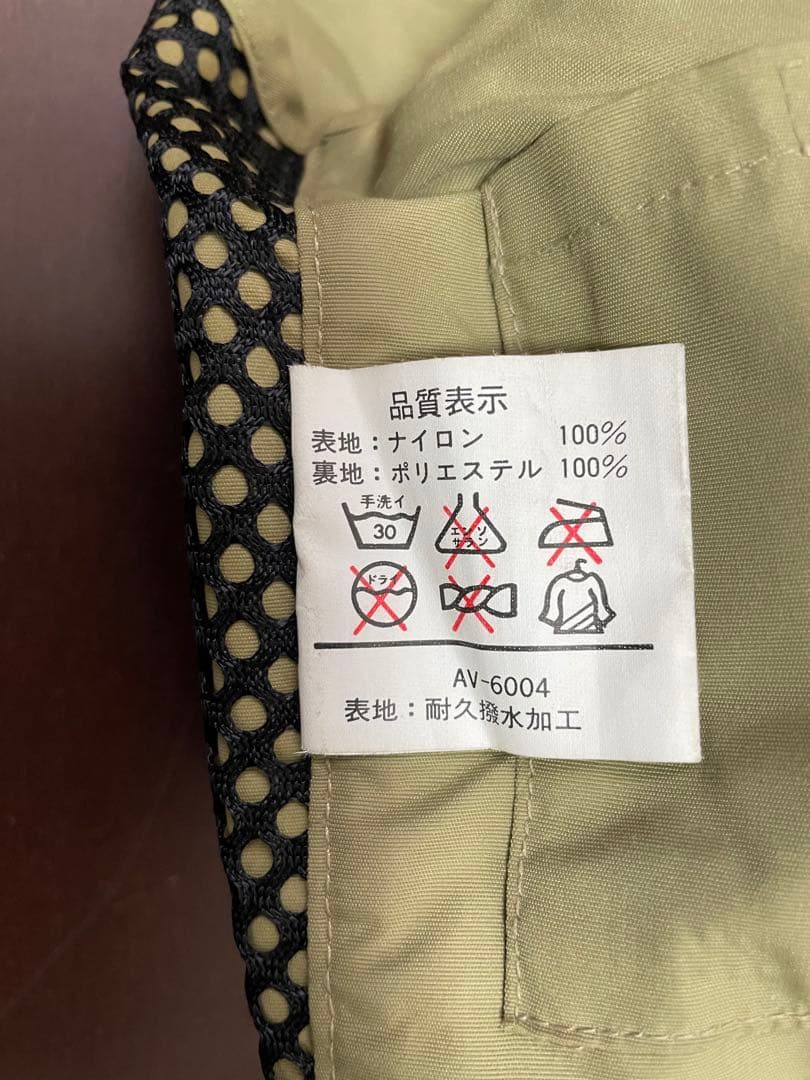 品質表示
表地：ナイロン 100%
裏地：ポリエステル 100%
手洗イ
30
エンソ
サラシ
ドライ
AV-6004
表地：耐久撥水加工